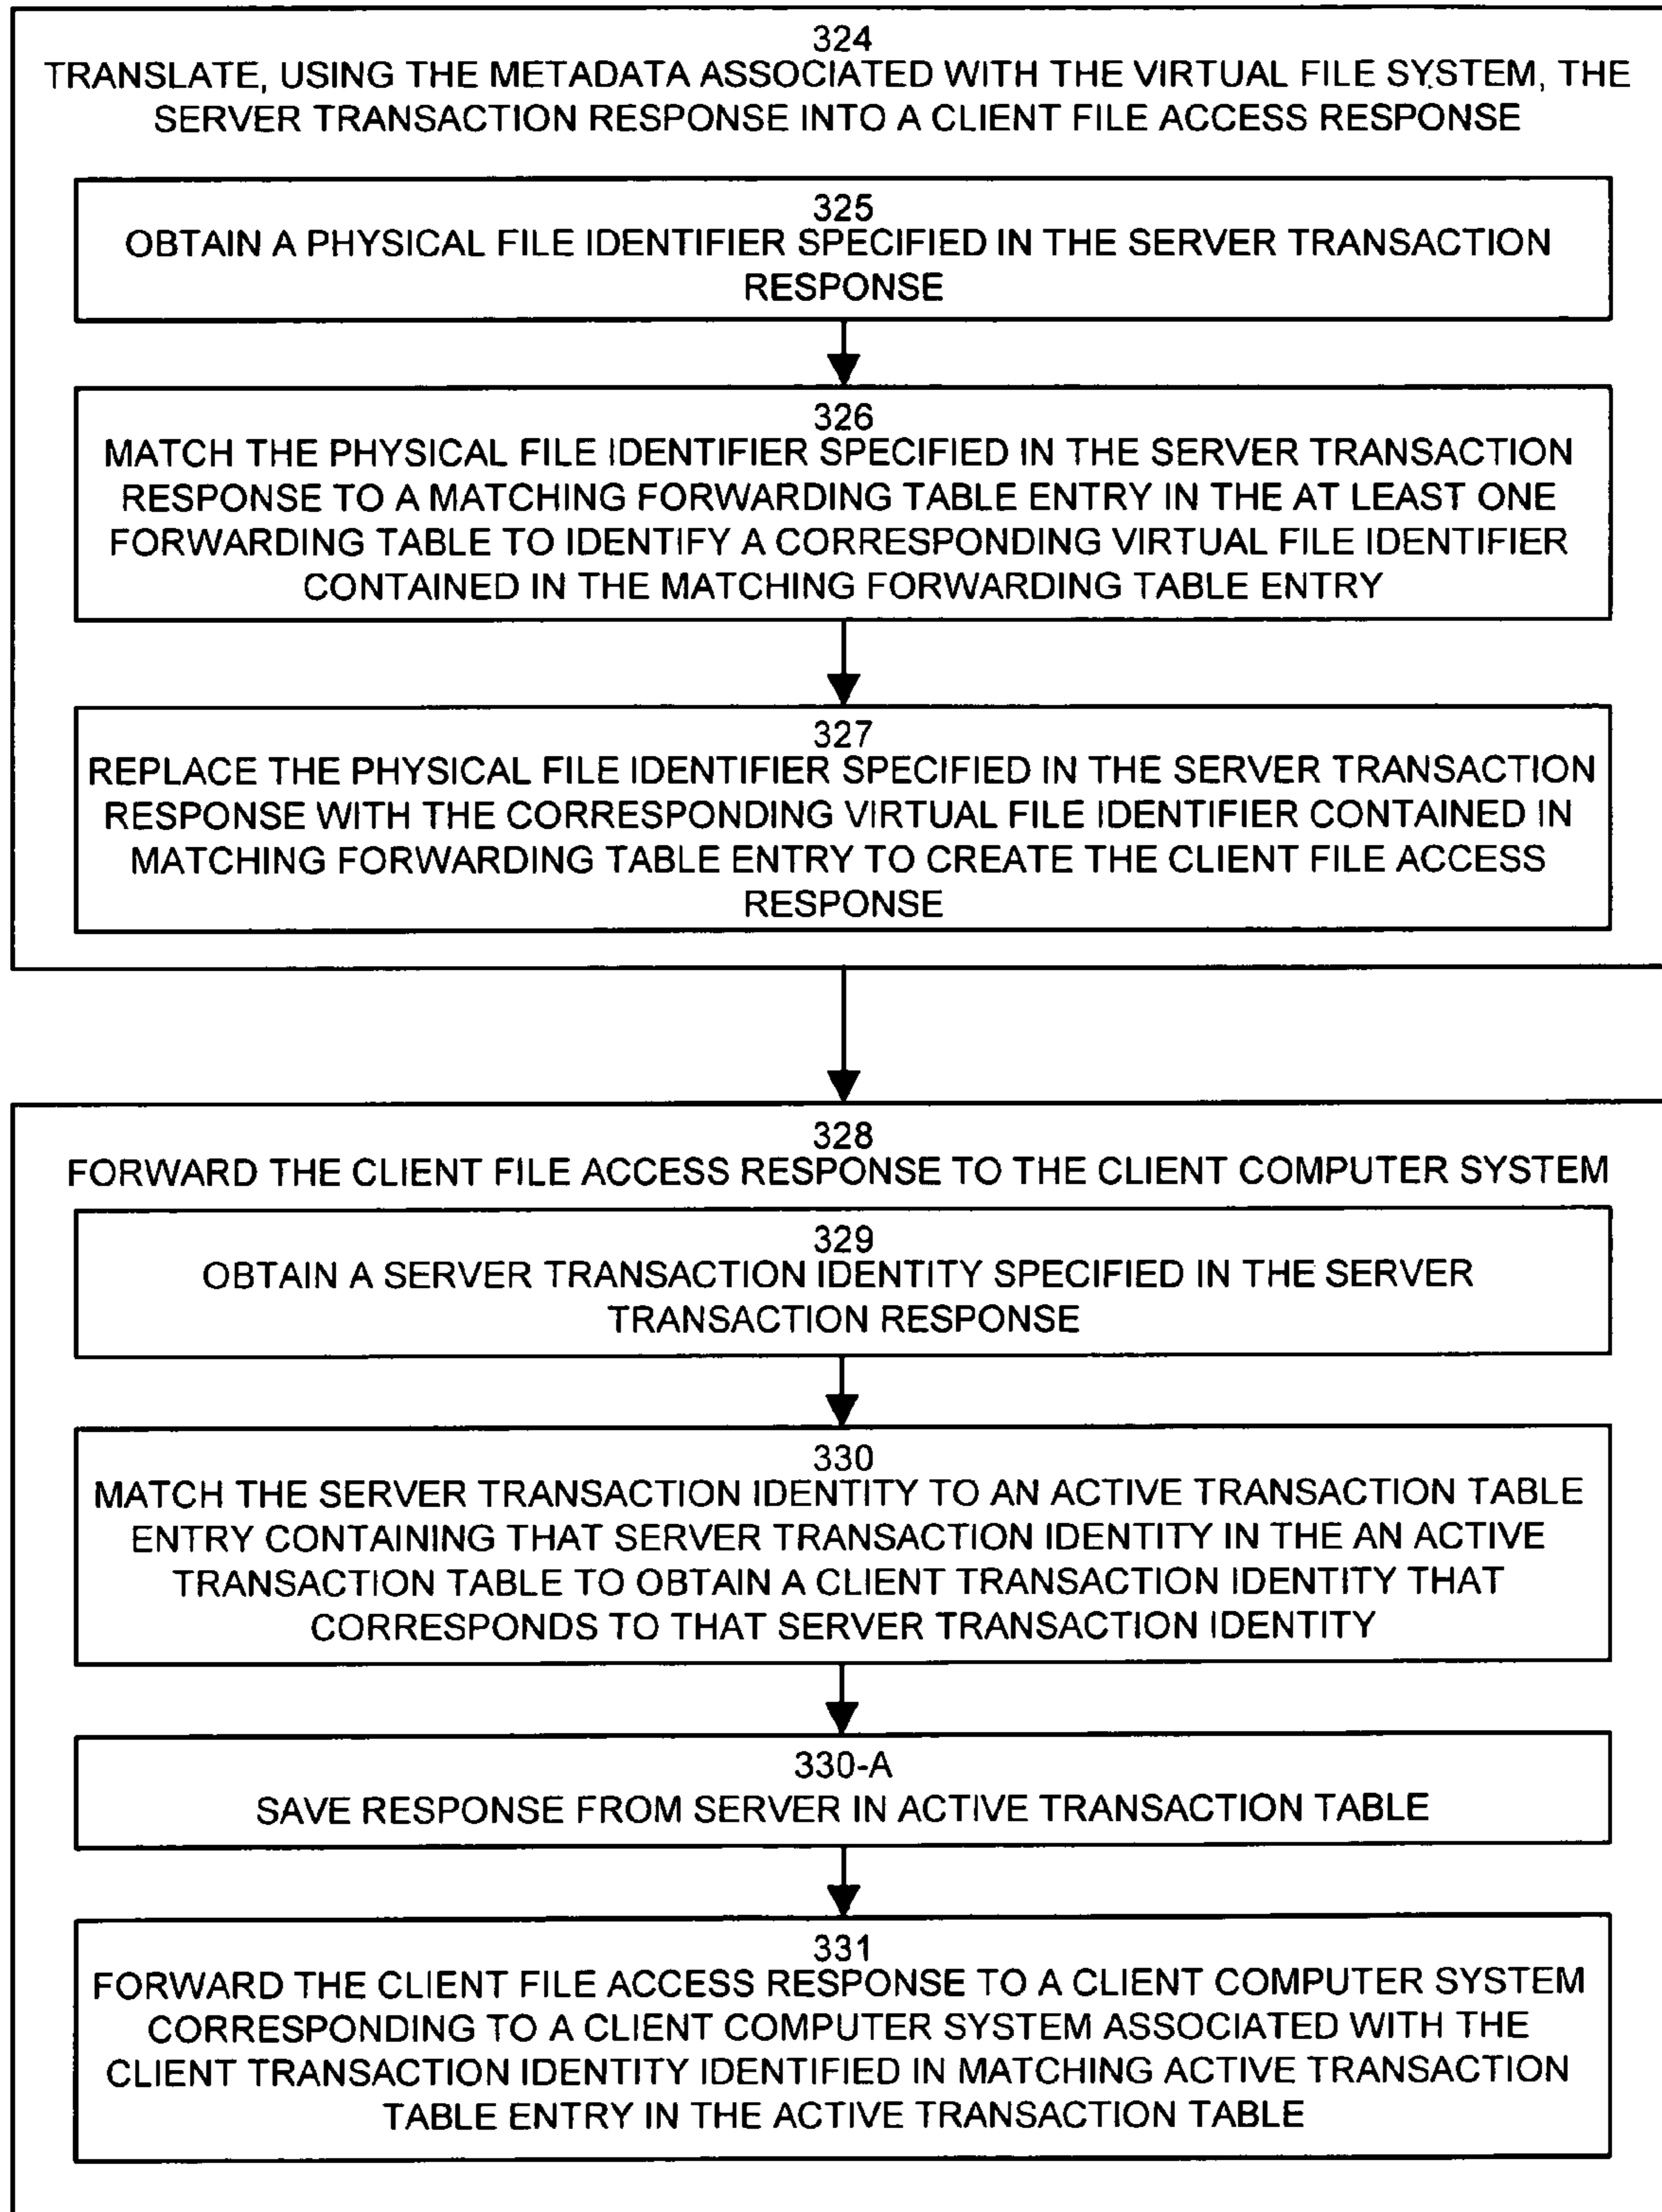 324
TRANSLATE, USING THE METADATA ASSOCIATED WITH THE VIRTUAL FILE SYSTEM, THE
SERVER TRANSACTION RESPONSE INTO A CLIENT FILE ACCESS RESPONSE
325
OBTAIN A PHYSICAL FILE IDENTIFIER SPECIFIED IN THE SERVER TRANSACTION
RESPONSE
326
MATCH THE PHYSICAL FILE IDENTIFIER SPECIFIED IN THE SERVER TRANSACTION
RESPONSE TO A MATCHING FORWARDING TABLE ENTRY IN THE AT LEAST ONE
FORWARDING TABLE TO IDENTIFY A CORRESPONDING VIRTUAL FILE IDENTIFIER
CONTAINED IN THE MATCHING FORWARDING TABLE ENTRY
327
REPLACE THE PHYSICAL FILE IDENTIFIER SPECIFIED IN THE SERVER TRANSACTION
RESPONSE WITH THE CORRESPONDING VIRTUAL FILE IDENTIFIER CONTAINED IN
MATCHING FORWARDING TABLE ENTRY TO CREATE THE CLIENT FILE ACCESS
RESPONSE
328
FORWARD THE CLIENT FILE ACCESS RESPONSE TO THE CLIENT COMPUTER SYSTEM
329
OBTAIN A SERVER TRANSACTION IDENTITY SPECIFIED IN THE SERVER
TRANSACTION RESPONSE
330
MATCH THE SERVER TRANSACTION IDENTITY TO AN ACTIVE TRANSACTION TABLE
ENTRY CONTAINING THAT SERVER TRANSACTION IDENTITY IN THE AN ACTIVE
TRANSACTION TABLE TO OBTAIN A CLIENT TRANSACTION IDENTITY THAT
CORRESPONDS TO THAT SERVER TRANSACTION IDENTITY
330-A
SAVE RESPONSE FROM SERVER IN ACTIVE TRANSACTION TABLE
331
FORWARD THE CLIENT FILE ACCESS RESPONSE TO A CLIENT COMPUTER SYSTEM
CORRESPONDING TO A CLIENT COMPUTER SYSTEM ASSOCIATED WITH THE
CLIENT TRANSACTION IDENTITY IDENTIFIED IN MATCHING ACTIVE TRANSACTION
TABLE ENTRY IN THE ACTIVE TRANSACTION TABLE